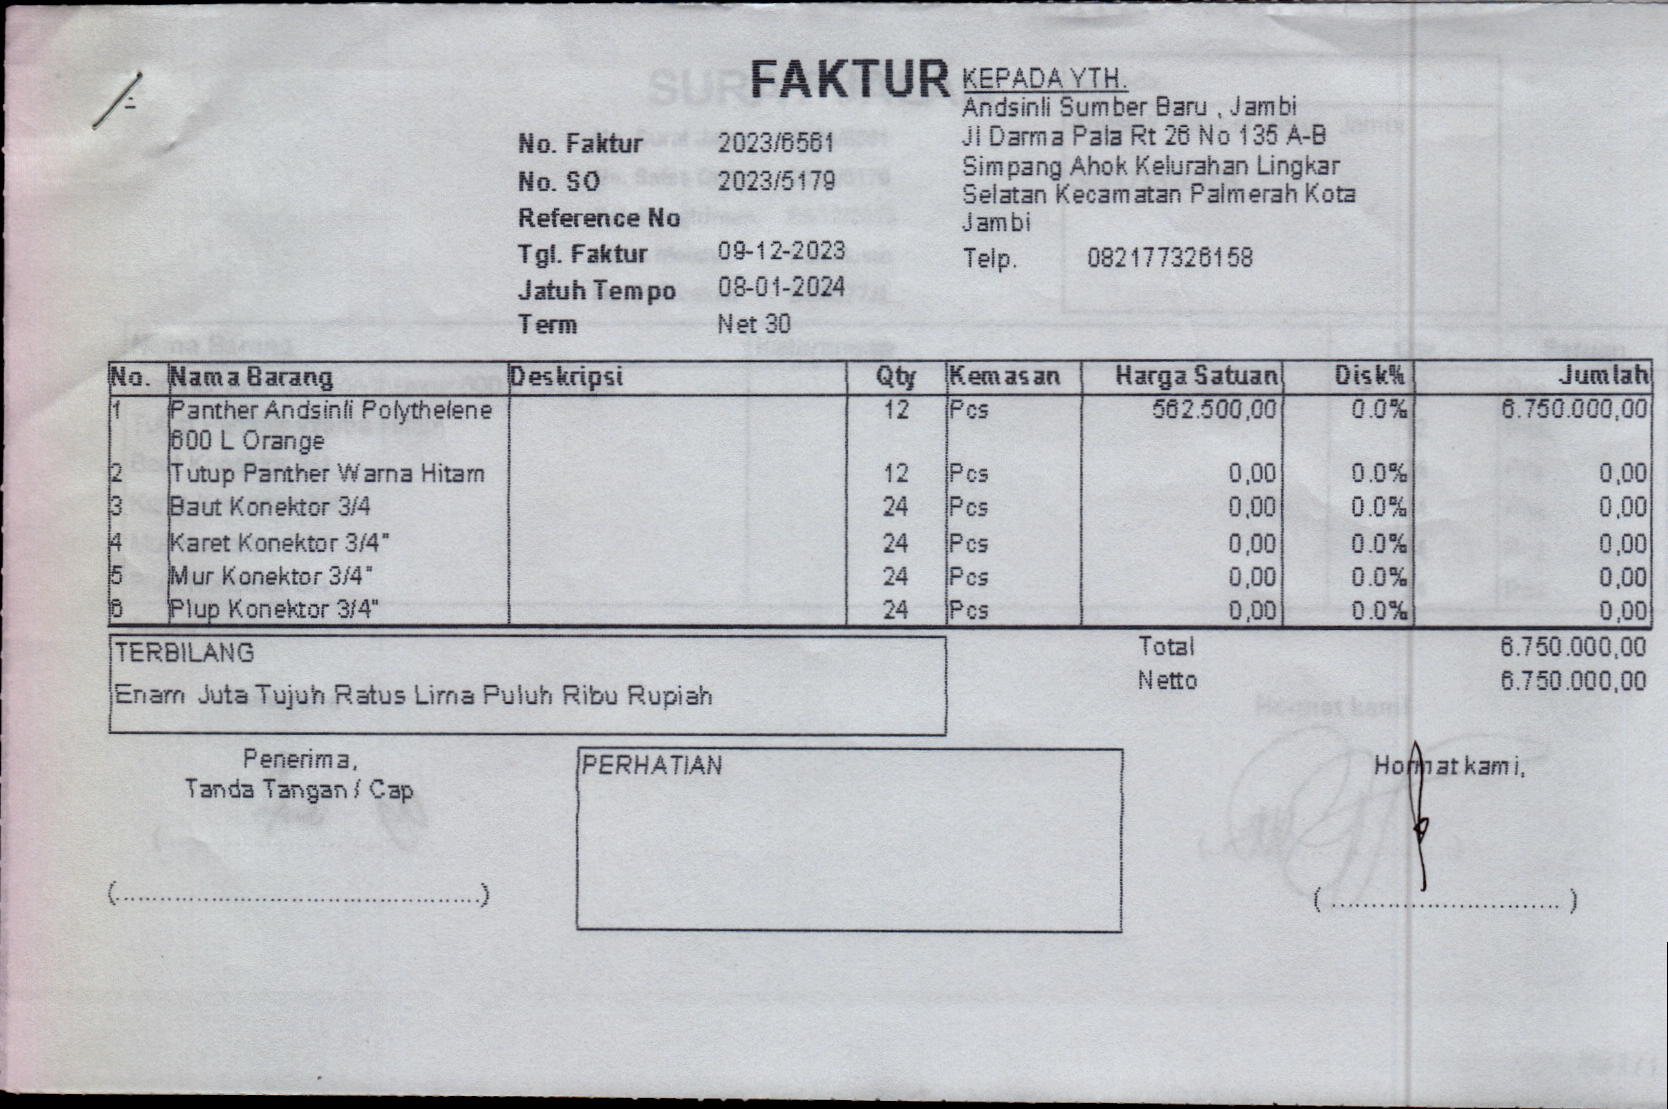 FAKTUR
No. Faktur 2023/6561
No. SO 2023/5179
Reference No
Tgl. Faktur 09-12-2023
Jatuh Tempo 08-01-2024
Term Net 30
KEPADA YTH.
Andsinli Sumber Baru , Jambi
Jl Darma Pala Rt 26 No 135 A-B
Simpang Ahok Kelurahan Lingkar
Selatan Kecamatan Palmerah Kota
Jambi
Telp. 082177326158
No. Nama Barang Deskripsi Qty Kemasan Harga Satuan Disk% Jumlah
1 Panther Andsinli Polythelene 12 Pcs 562.500,00 0.0% 6.750.000,00
600 L Orange
2 Tutup Panther Warna Hitam 12 Pcs 0,00 0.0% 0,00
3 Baut Konektor 3/4 24 Pcs 0,00 0.0% 0,00
4 Karet Konektor 3/4" 24 Pcs 0,00 0.0% 0,00
5 Mur Konektor 3/4" 24 Pcs 0,00 0.0% 0,00
6 Plup Konektor 3/4" 24 Pcs 0,00 0.0% 0,00
Total 6.750.000,00
Netto 6.750.000,00
TERBILANG
Enam Juta Tujuh Ratus Lima Puluh Ribu Rupiah
Penerima,
Tanda Tangan / Cap
(................................................)
PERHATIAN
Hormat kami,
( ............................. )